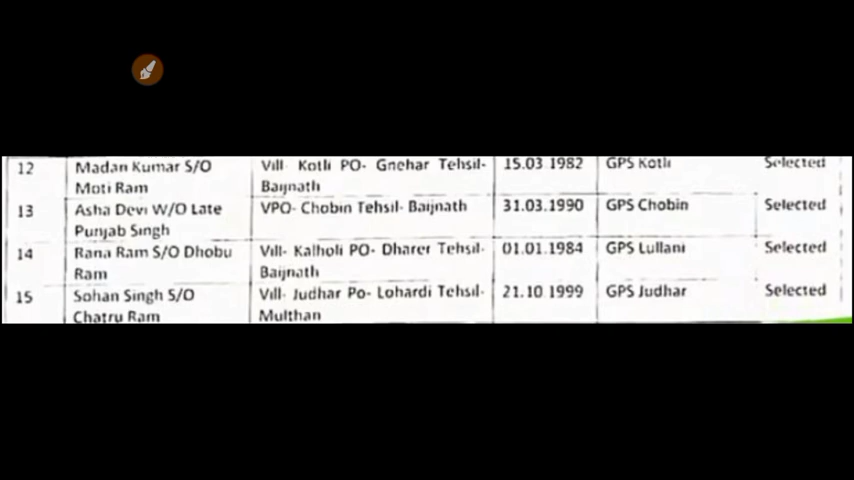 12 Madan Kumar S/O Vill- Kotli PO- Gnehar Tehsil- 15.03 1982 GPS Kotli Selected
Moti Ram Baijnath
13 Asha Devi W/O Late VPO- Chobin Tehsil- Baijnath 31.03.1990 GPS Chobin Selected
Punjab Singh
14 Rana Ram S/O Dhobu Vill- Kalholi PO- Dharer Tehsil- 01.01.1984 GPS Lullani Selected
Ram Baijnath
15 Sohan Singh S/O Vill- Judhar Po- Lohardi Tehsil- 21.10 1999 GPS Judhar Selected
Chatru Ram Multhan